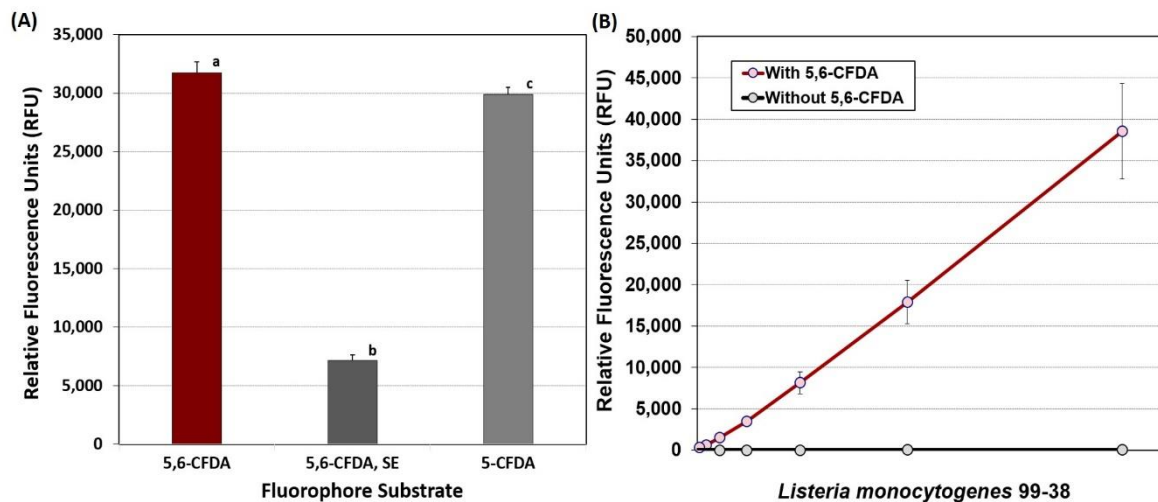 (A)
35,000
30,000
25,000
20,000
15,000
10,000
5,000
0
Relative Fluorescence Units (RFU)
a
b
c
5,6-CFDA
5,6-CFDA, SE
5-CFDA
Fluorophore Substrate
(B)
50,000
45,000
40,000
35,000
30,000
25,000
20,000
15,000
10,000
5,000
0
Relative Fluorescence Units (RFU)
With 5,6-CFDA
Without 5,6-CFDA
Listeria monocytogenes 99-38